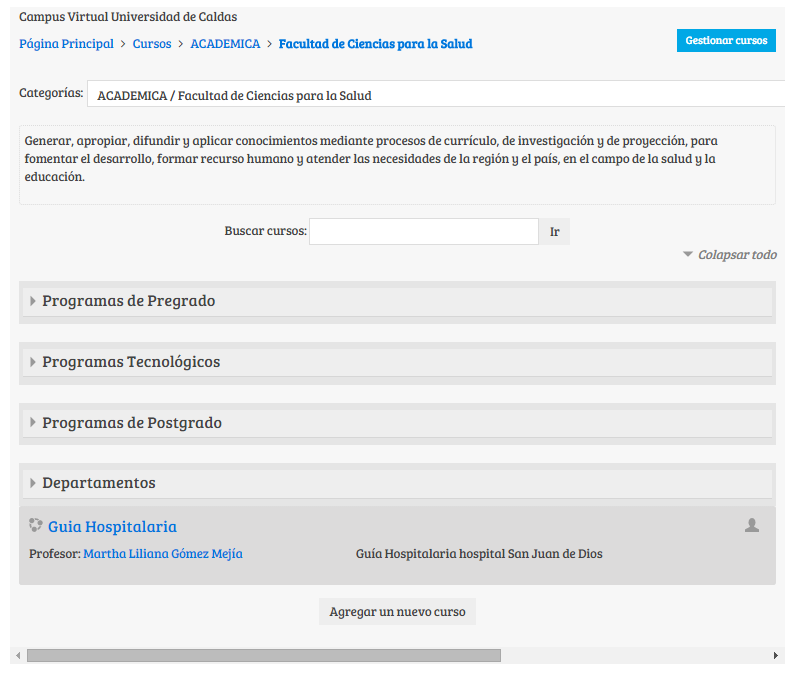 Campus Virtual Universidad de Caldas
Página Principal > Cursos > ACADEMICA > Facultad de Ciencias para la Salud
Gestionar cursos
Categorías: ACADEMICA / Facultad de Ciencias para la Salud
Generar, apropiar, difundir y aplicar conocimientos mediante procesos de currículo, de investigación y de proyección, para
fomentar el desarrollo, formar recurso humano y atender las necesidades de la región y el país, en el campo de la salud y la
educación.
Buscar cursos: Ir
Colapsar todo
Programas de Pregrado
Programas Tecnológicos
Programas de Postgrado
Departamentos
Guia Hospitalaria
Profesor: Martha Liliana Gómez Mejía Guía Hospitalaria hospital San Juan de Dios
Agregar un nuevo curso